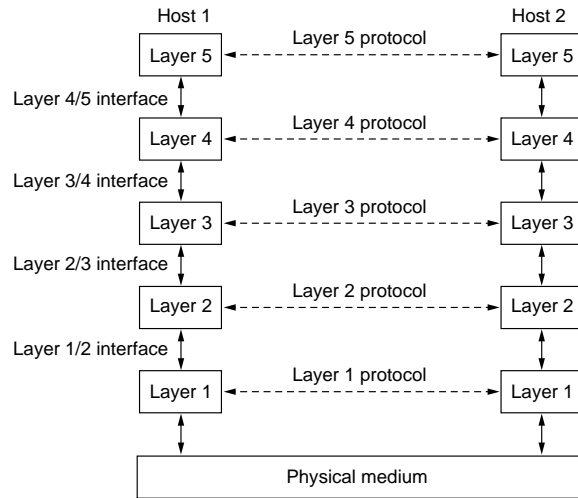 Host 1
Host 2
Layer 5
Layer 5 protocol
Layer 5
Layer 4/5 interface
Layer 4
Layer 4 protocol
Layer 4
Layer 3/4 interface
Layer 3
Layer 3 protocol
Layer 3
Layer 2/3 interface
Layer 2
Layer 2 protocol
Layer 2
Layer 1/2 interface
Layer 1
Layer 1 protocol
Layer 1
Physical medium